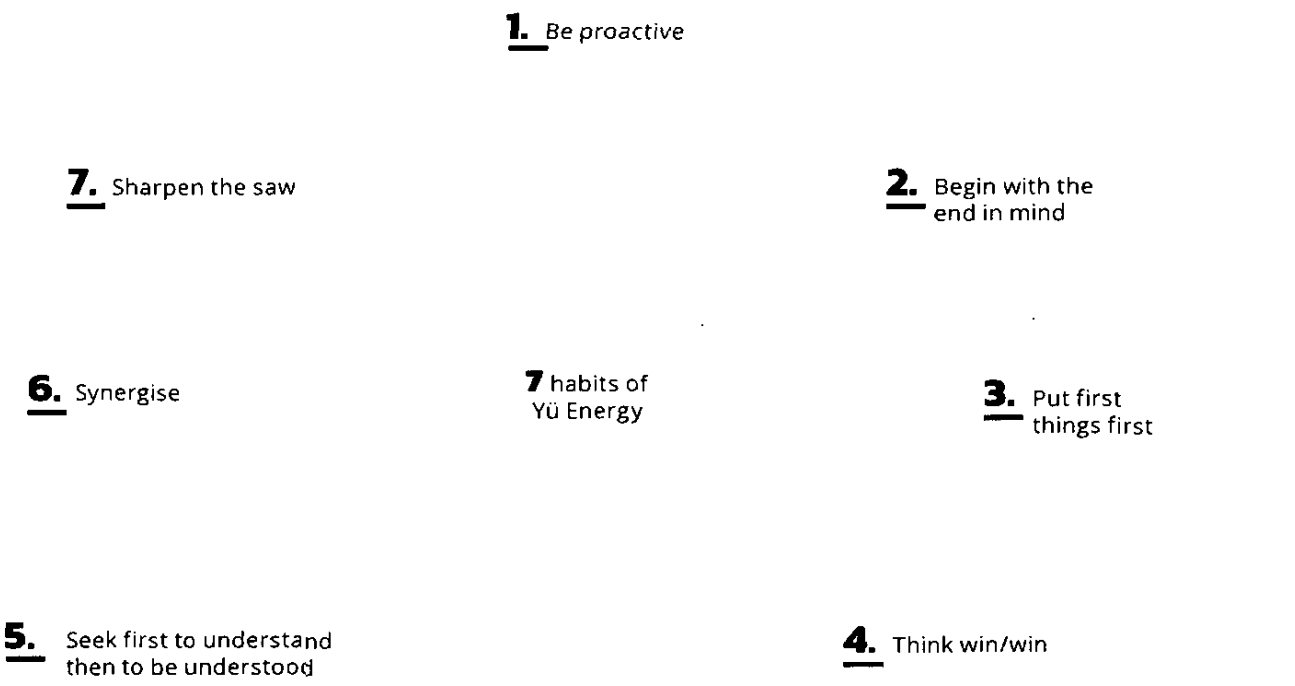 1. Be proactive
7. Sharpen the saw
2. Begin with the
end in mind
6. Synergise
7 habits of
Yü Energy
3. Put first
things first
5. Seek first to understand
then to be understood
4. Think win/win